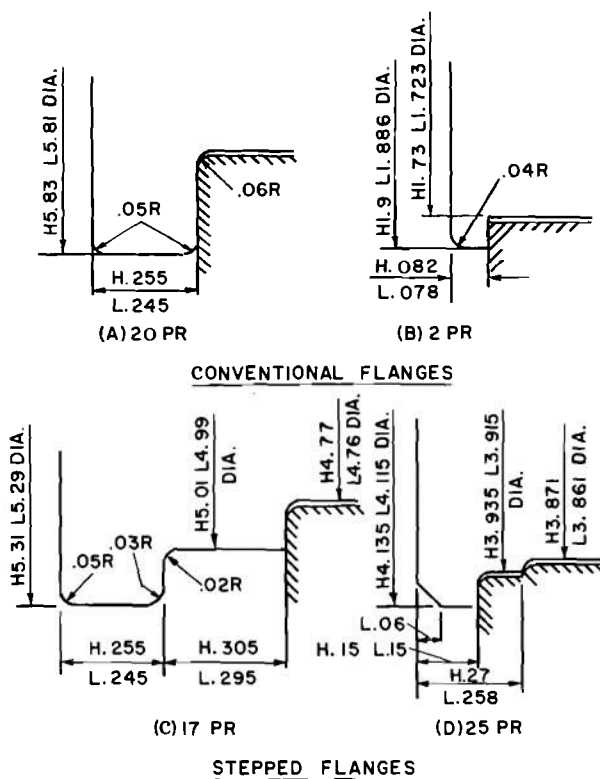 H5.83 L5.81 DIA.
.05R
.06R
H.255
L.245
(A) 20 PR
H1.9 L1.886 DIA.
H1.73 L1.723 DIA.
.04R
H.082
L.078
(B) 2 PR
CONVENTIONAL FLANGES
H5.31 L5.29 DIA.
.05R
.03R
H5.01 L4.99
DIA.
.02R
H4.77
L4.76 DIA.
H.255
L.245
H.305
L.295
(C) 17 PR
H4.135 L4.115 DIA.
H3.935 L3.915
DIA.
H3.871
L3.861 DIA.
L.06
H.15 L.15
H.27
L.258
(D) 25 PR
STEPPED FLANGES